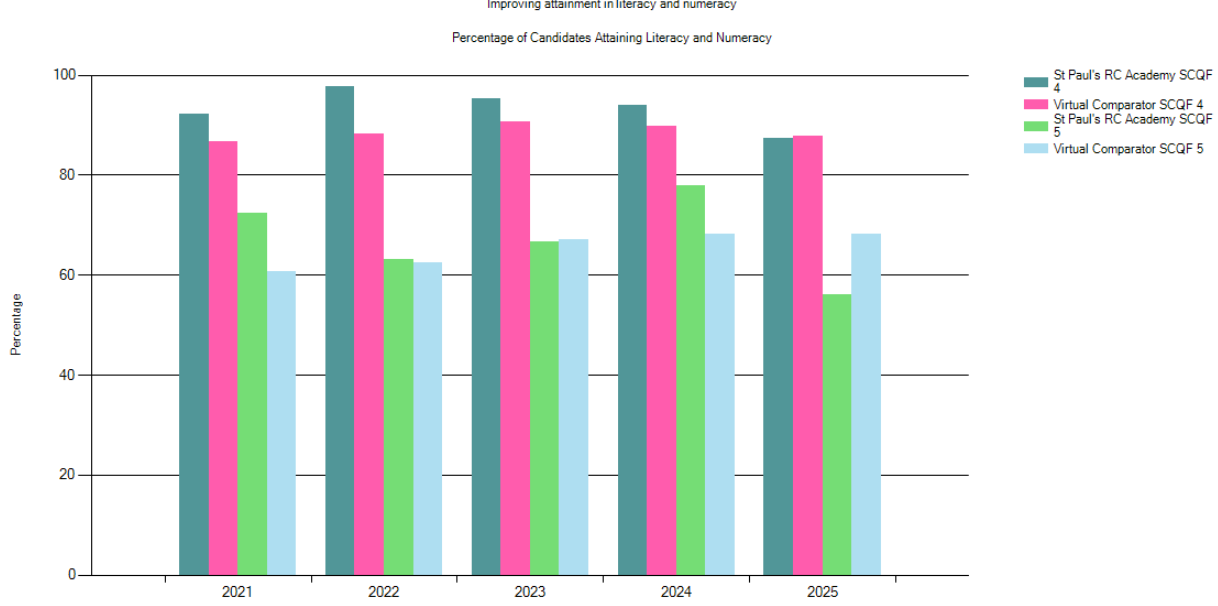 Improving attainment in literacy and numeracy
Percentage of Candidates Attaining Literacy and Numeracy
100
80
60
40
20
0
Percentage
2021
2022
2023
2024
2025
St Paul's RC Academy SCQF
4
Virtual Comparator SCQF 4
St Paul's RC Academy SCQF
5
Virtual Comparator SCQF 5